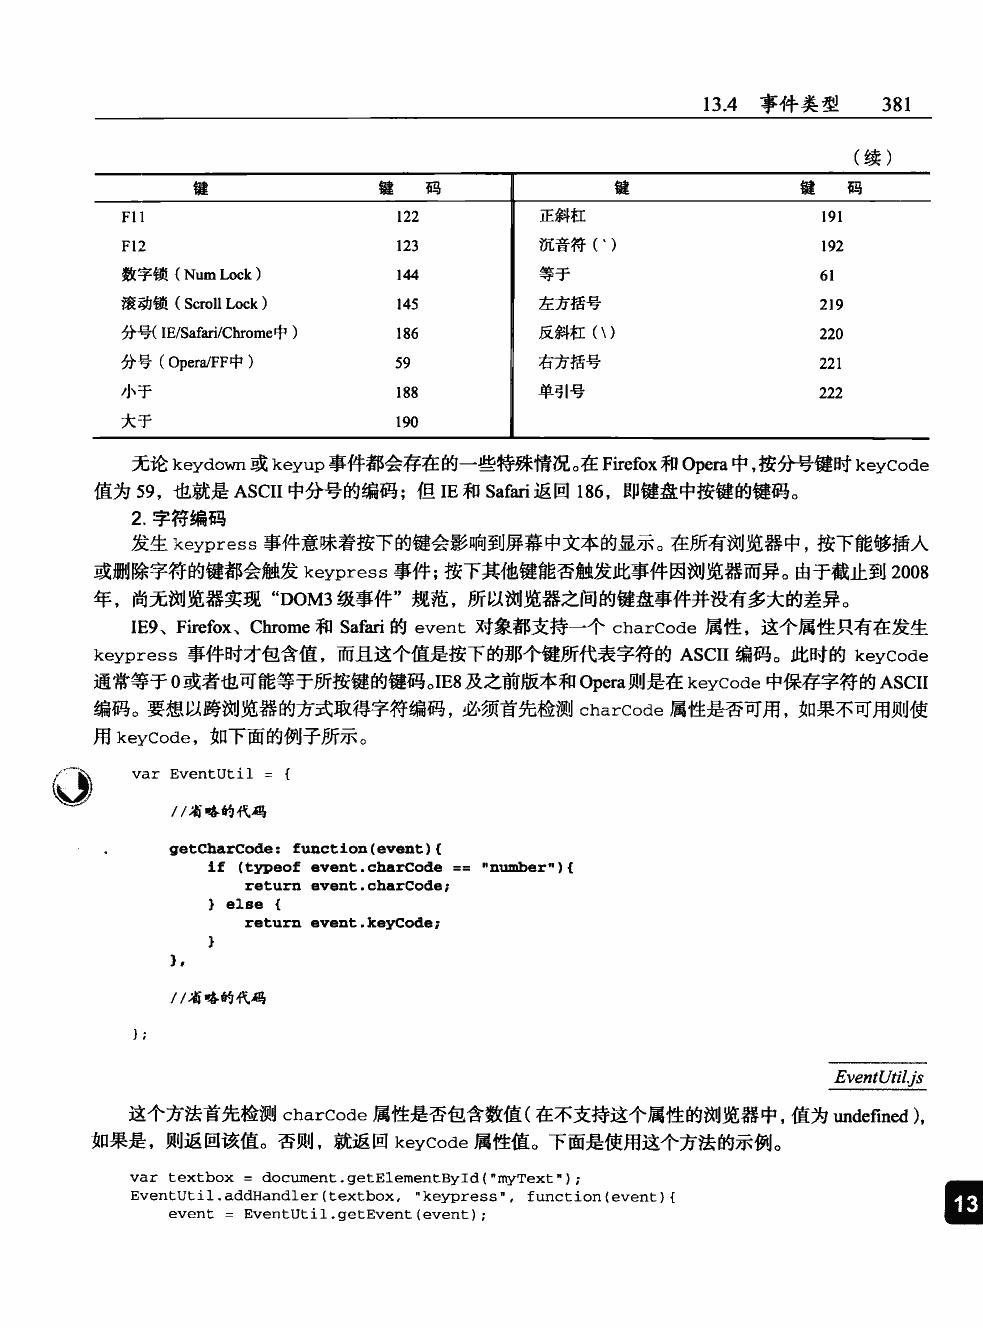 13.4 事件类型 381
（续）
键 键 码 键 键 码
F11 122 正斜杠 191
F12 123 沉音符（`） 192
数字锁（Num Lock） 144 等于 61
滚动锁（Scroll Lock） 145 左方括号 219
分号（IE/Safari/Chrome中） 186 反斜杠（\） 220
分号（Opera/FF中） 59 右方括号 221
小于 188 单引号 222
大于 190
无论 keydown 或 keyup 事件都会存在的一些特殊情况。在 Firefox 和 Opera 中，按分号键时 keyCode
值为 59，也就是 ASCII 中分号的编码；但 IE 和 Safari 返回 186，即键盘中按键的键码。
2. 字符编码
发生 keypress 事件意味着按下的键会影响到屏幕中文本的显示。在所有浏览器中，按下能够插入
或删除字符的键都会触发 keypress 事件；按下其他键能否触发此事件因浏览器而异。由于截止到 2008
年，尚无浏览器实现“DOM3 级事件”规范，所以浏览器之间的键盘事件并没有多大的差异。
IE9、Firefox、Chrome 和 Safari 的 event 对象都支持一个 charCode 属性，这个属性只有在发生
keypress 事件时才包含值，而且这个值是按下的那个键所代表字符的 ASCII 编码。此时的 keyCode
通常等于 0 或者也可能等于所按键的键码。IE8 及之前版本和 Opera 则是在 keyCode 中保存字符的 ASCII
编码。要想以跨浏览器的方式取得字符编码，必须首先检测 charCode 属性是否可用，如果不可用则使
用 keyCode，如下面的例子所示。
var EventUtil = {
//省略的代码
getCharCode: function(event){
if (typeof event.charCode == "number"){
return event.charCode;
} else {
return event.keyCode;
}
},
//省略的代码
};
EventUtil.js
这个方法首先检测 charCode 属性是否包含数值（在不支持这个属性的浏览器中，值为 undefined），
如果是，则返回该值。否则，就返回 keyCode 属性值。下面是使用这个方法的示例。
var textbox = document.getElementById("myText");
EventUtil.addHandler(textbox, "keypress", function(event){
event = EventUtil.getEvent(event);
13